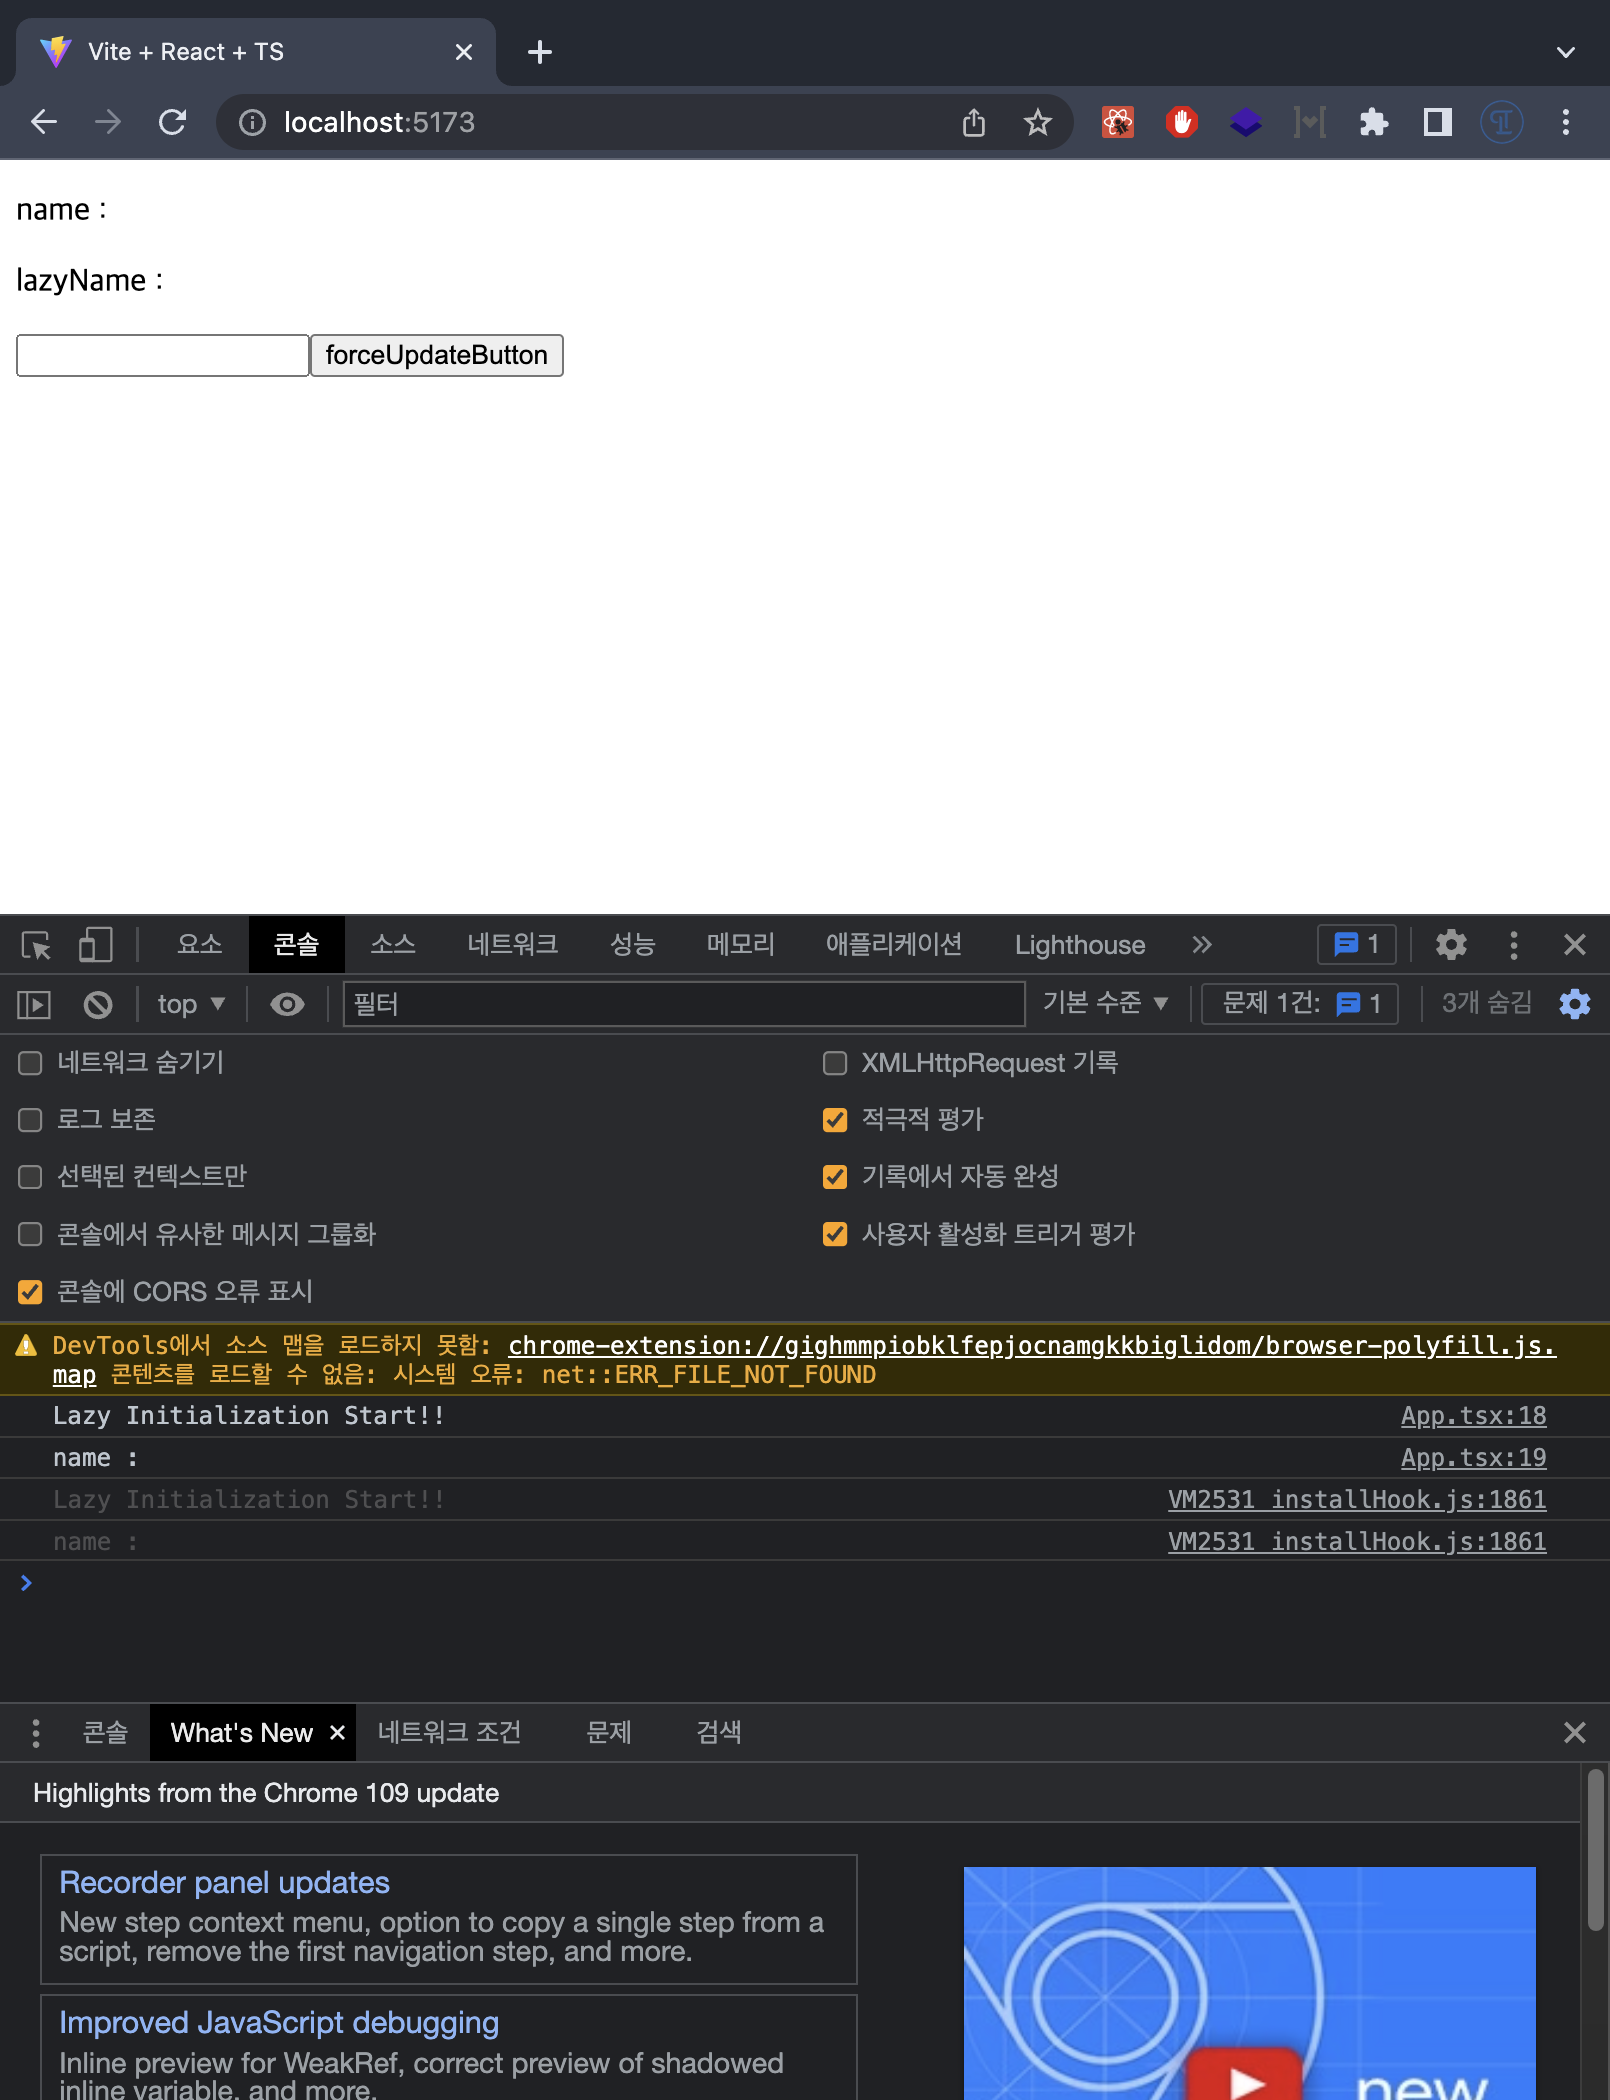 Vite + React + TS
localhost:5173
name :
lazyName :
forceUpdateButton
요소 콘솔 소스 네트워크 성능 메모리 애플리케이션 Lighthouse 1
top ▼ 필터 기본 수준 ▼ 문제 1건: 1 3개 숨김
네트워크 숨기기 XMLHttpRequest 기록
로그 보존 적극적 평가
선택된 컨텍스트만 기록에서 자동 완성
콘솔에서 유사한 메시지 그룹화 사용자 활성화 트리거 평가
콘솔에 CORS 오류 표시
DevTools에서 소스 맵을 로드하지 못함: chrome-extension://gighmmpiobklfepjocnamgkkbiglidom/browser-polyfill.js.
map 콘텐츠를 로드할 수 없음: 시스템 오류: net::ERR_FILE_NOT_FOUND
Lazy Initialization Start!! App.tsx:18
name : App.tsx:19
Lazy Initialization Start!! VM2531 installHook.js:1861
name : VM2531 installHook.js:1861
콘솔 What's New 네트워크 조건 문제 검색
Highlights from the Chrome 109 update
Recorder panel updates
New step context menu, option to copy a single step from a
script, remove the first navigation step, and more.
Improved JavaScript debugging
Inline preview for WeakRef, correct preview of shadowed
inline variable, and more.
new